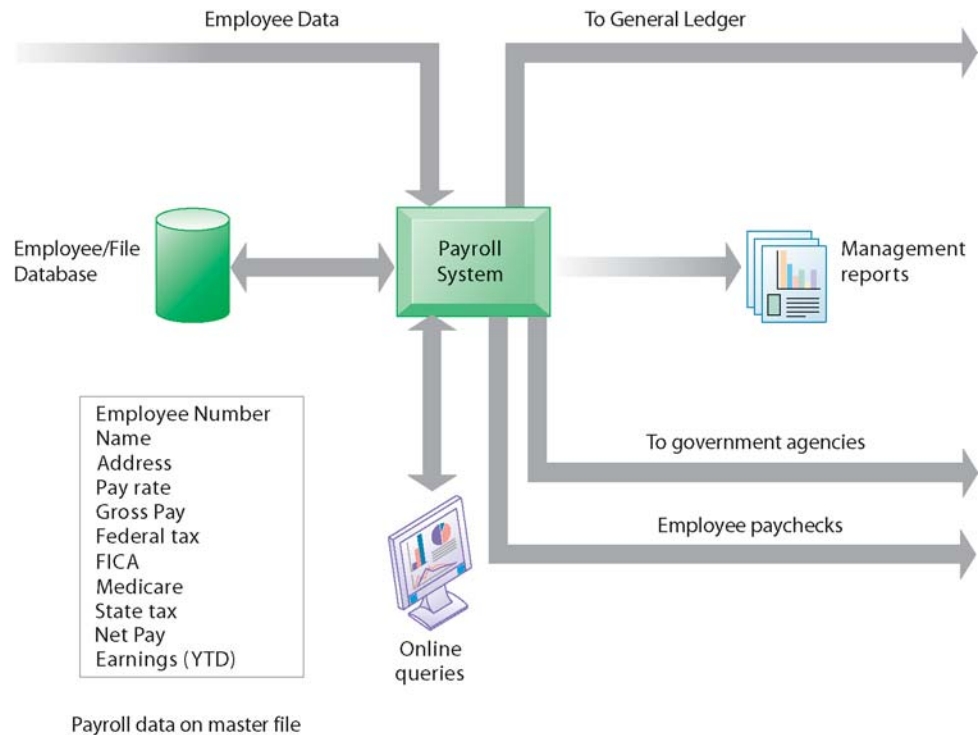 Employee Data
To General Ledger
Employee/File
Database
Payroll
System
Management
reports
Employee Number
Name
Address
Pay rate
Gross Pay
Federal tax
FICA
Medicare
State tax
Net Pay
Earnings (YTD)
To government agencies
Employee paychecks
Online
queries
Payroll data on master file